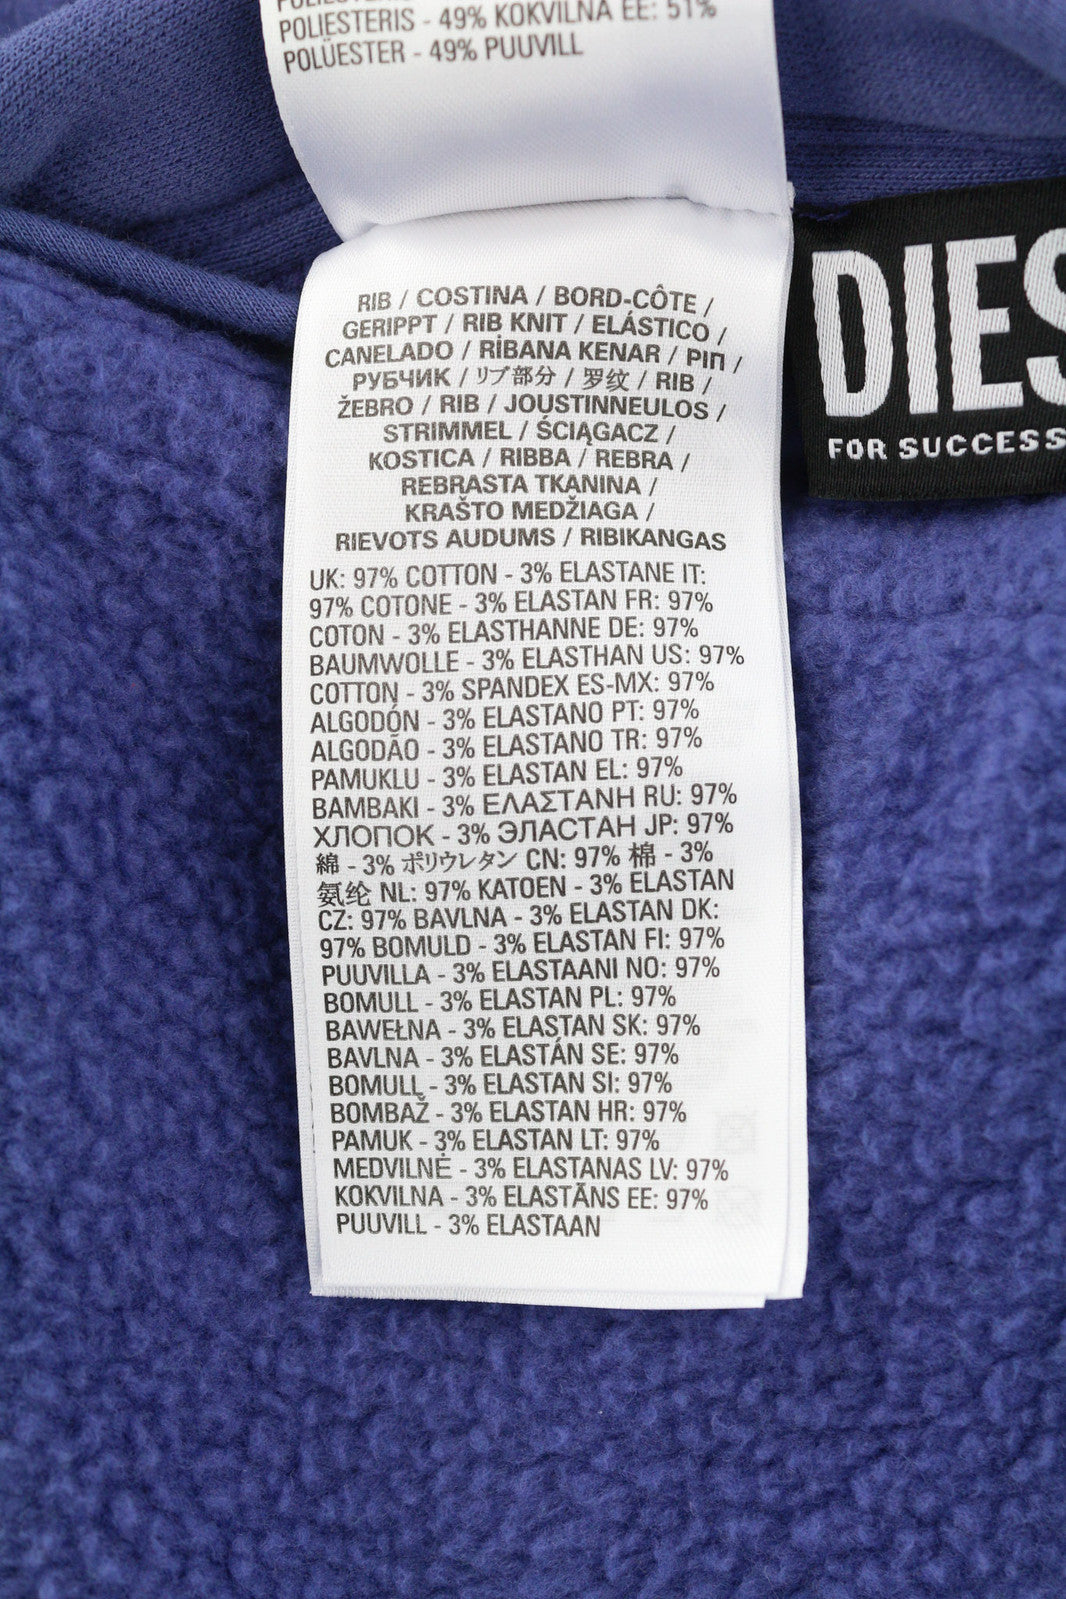 POLIESTERIS - 49% KOKVILNA EE: 51%
POLÜESTER - 49% PUUVILL
RIB / COSTINA / BORD-CÔTE /
GERIPPT / RIB KNIT / ELÁSTICO /
CANELADO / RİBANA KENAR / ΡΙΠ /
РУБЧИК / リブ部分 / 罗纹 / RIB /
ŽEBRO / RIB / JOUSTINNEULOS /
STRIMMEL / ŚCIĄGACZ /
KOSTICA / RIBBA / REBRA /
REBRASTA TKANINA /
KRAŠTO MEDŽIAGA /
RIEVOTS AUDUMS / RIBIKANGAS
UK: 97% COTTON - 3% ELASTANE IT:
97% COTONE - 3% ELASTAN FR: 97%
COTON - 3% ELASTHANNE DE: 97%
BAUMWOLLE - 3% ELASTHAN US: 97%
COTTON - 3% SPANDEX ES-MX: 97%
ALGODÓN - 3% ELASTANO PT: 97%
ALGODÃO - 3% ELASTANO TR: 97%
PAMUKLU - 3% ELASTAN EL: 97%
ΒΑΜΒΑΚΙ - 3% ΕΛΑΣΤΑΝΗ RU: 97%
ХЛОПОК - 3% ЭЛАСТАН JP: 97%
綿 - 3% ポリウレタン CN: 97% 棉 - 3%
氨纶 NL: 97% KATOEN - 3% ELASTAN
CZ: 97% BAVLNA - 3% ELASTAN DK:
97% BOMULD - 3% ELASTAN FI: 97%
PUUVILLA - 3% ELASTAANI NO: 97%
BOMULL - 3% ELASTAN PL: 97%
BAWEŁNA - 3% ELASTAN SK: 97%
BAVLNA - 3% ELASTÁN SE: 97%
BOMULL - 3% ELASTAN SI: 97%
BOMBAŽ - 3% ELASTAN HR: 97%
PAMUK - 3% ELASTAN LT: 97%
MEDVILNĖ - 3% ELASTANAS LV: 97%
KOKVILNA - 3% ELASTĀNS EE: 97%
PUUVILL - 3% ELASTAAN
DIES
FOR SUCCESS